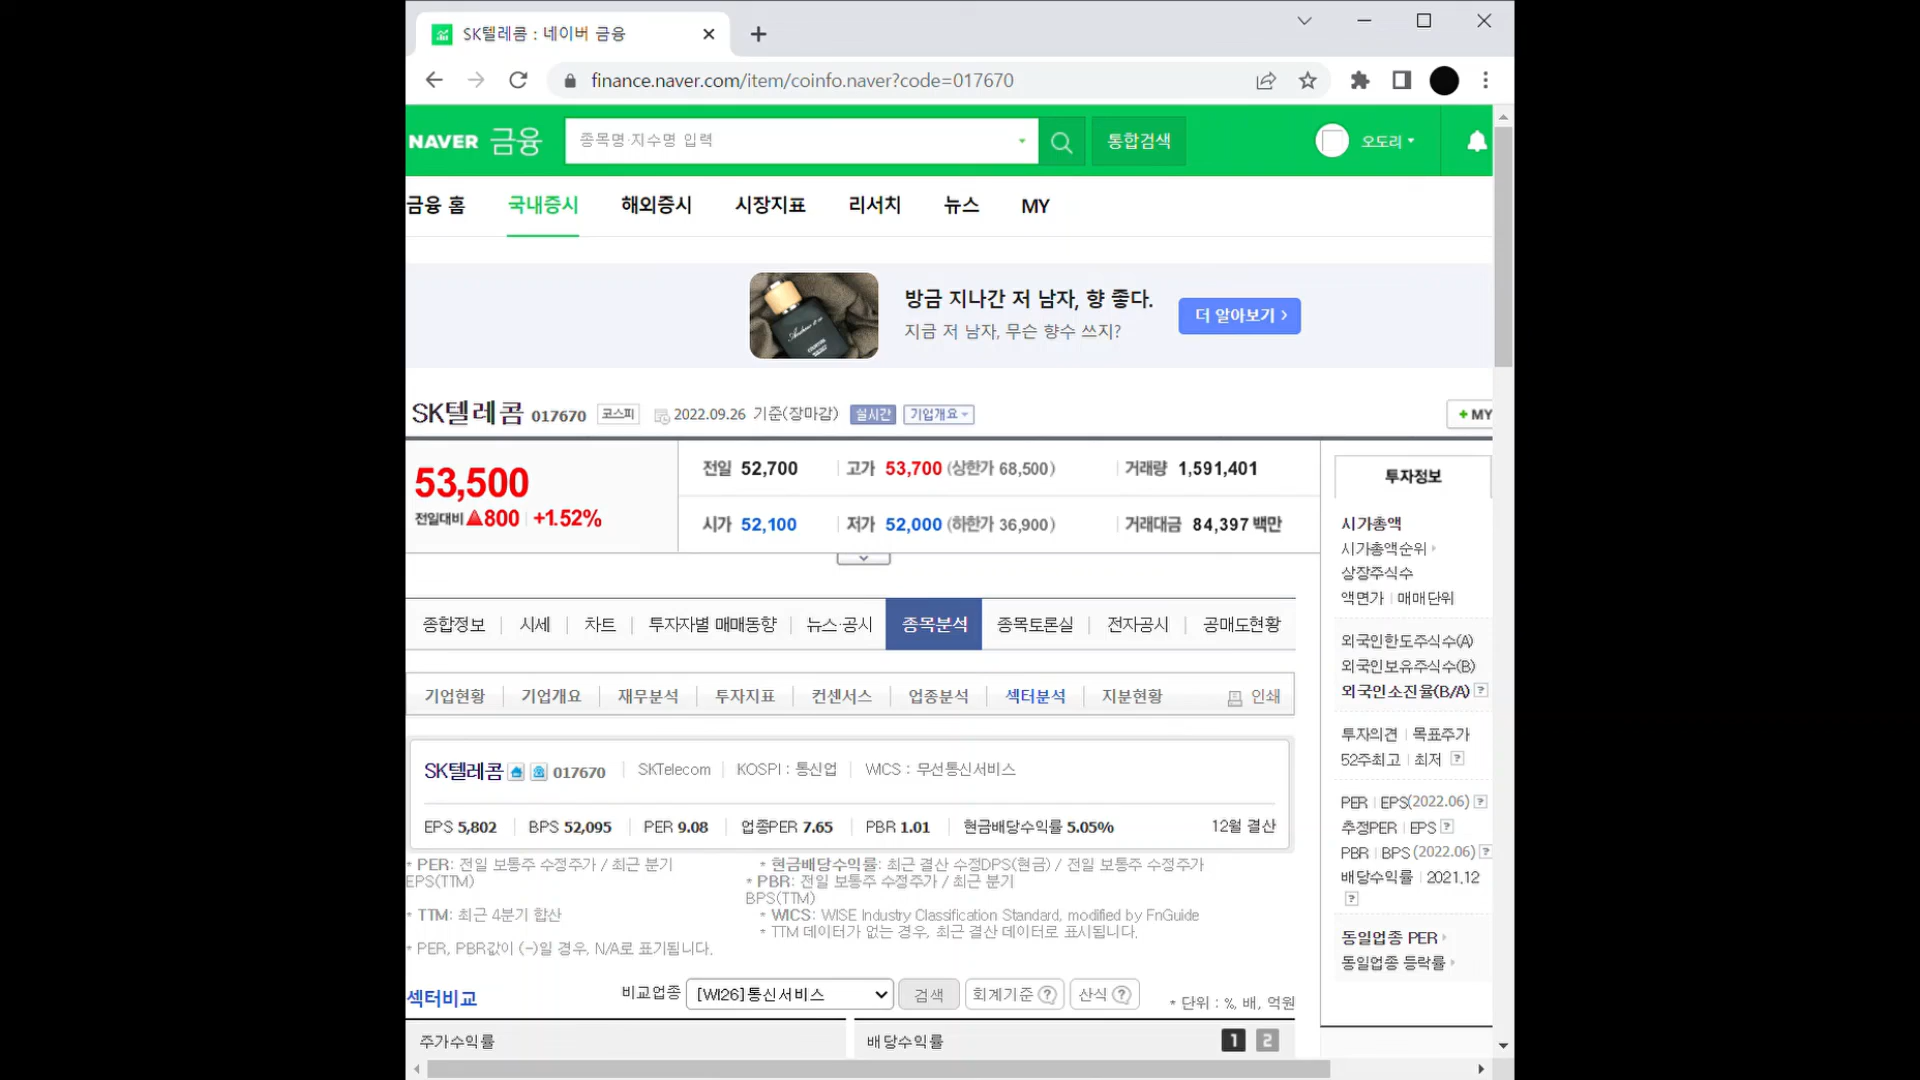 SK텔레콤 : 네이버 금융
finance.naver.com/item/coinfo.naver?code=017670
NAVER 금융 종목명·지수명 입력 통합검색 오도리
금융 홈 국내증시 해외증시 시장지표 리서치 뉴스 MY
방금 지나간 저 남자, 향 좋다.
지금 저 남자, 무슨 향수 쓰지?
더 알아보기 ›
SK텔레콤 017670 코스피 2022.09.26 기준(장마감) 실시간 기업개요 + MY
53,500
전일대비 ▲800 +1.52%
전일 52,700 고가 53,700 (상한가 68,500) 거래량 1,591,401
시가 52,100 저가 52,000 (하한가 36,900) 거래대금 84,397 백만
종합정보 시세 차트 투자자별 매매동향 뉴스·공시 종목분석 종목토론실 전자공시 공매도현황
기업현황 기업개요 재무분석 투자지표 컨센서스 업종분석 섹터분석 지분현황 인쇄
SK텔레콤 017670 SKTelecom KOSPI : 통신업 WICS : 무선통신서비스
EPS 5,802 BPS 52,095 PER 9.08 업종PER 7.65 PBR 1.01 현금배당수익률 5.05% 12월 결산
* PER: 전일 보통주 수정주가 / 최근 분기
EPS(TTM)
* 현금배당수익률: 최근 결산 수정DPS(현금) / 전일 보통주 수정주가
* PBR: 전일 보통주 수정주가 / 최근 분기
BPS(TTM)
* TTM: 최근 4분기 합산
* WICS: WISE Industry Classification Standard, modified by FnGuide
* TTM 데이터가 없는 경우, 최근 결산 데이터로 표시됩니다.
* PER, PBR값이 (-)일 경우, N/A로 표기됩니다.
섹터비교 비교업종 [WI26]통신서비스 검색 회계기준 ? 산식 ? * 단위 : %, 배, 억원
주가수익률 배당수익률 1 2
투자정보
시가총액
시가총액순위
상장주식수
액면가 매매단위
외국인한도주식수(A)
외국인보유주식수(B)
외국인소진율(B/A) ?
투자의견 목표주가
52주최고 최저 ?
PER EPS(2022.06) ?
추정PER EPS ?
PBR BPS (2022.06) ?
배당수익률 2021.12
?
동일업종 PER
동일업종 등락률